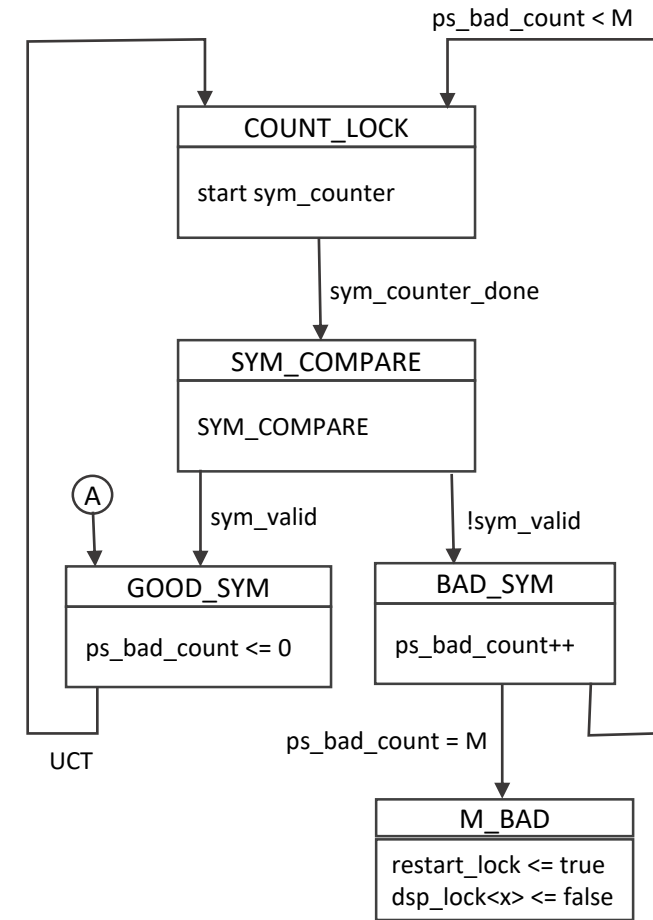 ps_bad_count < M
COUNT_LOCK
start sym_counter
sym_counter_done
SYM_COMPARE
SYM_COMPARE
A
sym_valid
!sym_valid
GOOD_SYM
BAD_SYM
ps_bad_count <= 0
ps_bad_count++
ps_bad_count = M
UCT
M_BAD
restart_lock <= true
dsp_lock<x> <= false